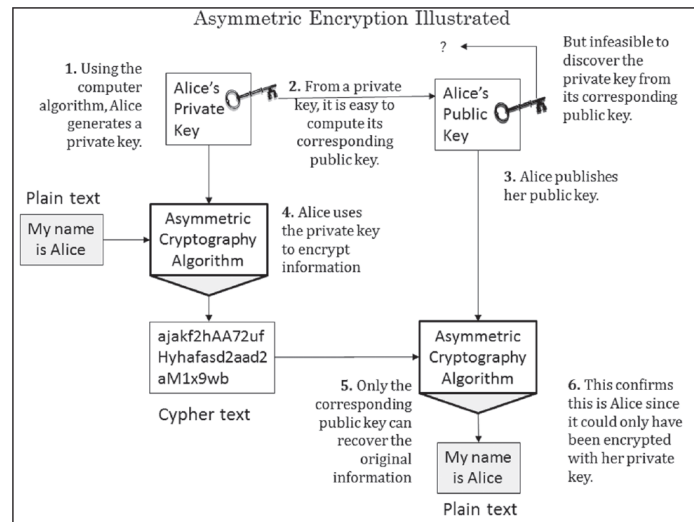 Asymmetric Encryption Illustrated
1. Using the
computer
algorithm, Alice
generates a
private key.
Alice's
Private
Key
2. From a private
key, it is easy to
compute its
corresponding
public key.
?
Alice's
Public
Key
But infeasible to
discover the
private key from
its corresponding
public key.
3. Alice publishes
her public key.
Plain text
My name
is Alice
Asymmetric
Cryptography
Algorithm
4. Alice uses
the private key
to encrypt
information
ajakf2hAA72uf
Hyhafasd2aad2
aM1x9wb
Cypher text
Asymmetric
Cryptography
Algorithm
5. Only the
corresponding
public key can
recover the
original
information
6. This confirms
this is Alice since
it could only have
been encrypted
with her private
key.
My name
is Alice
Plain text